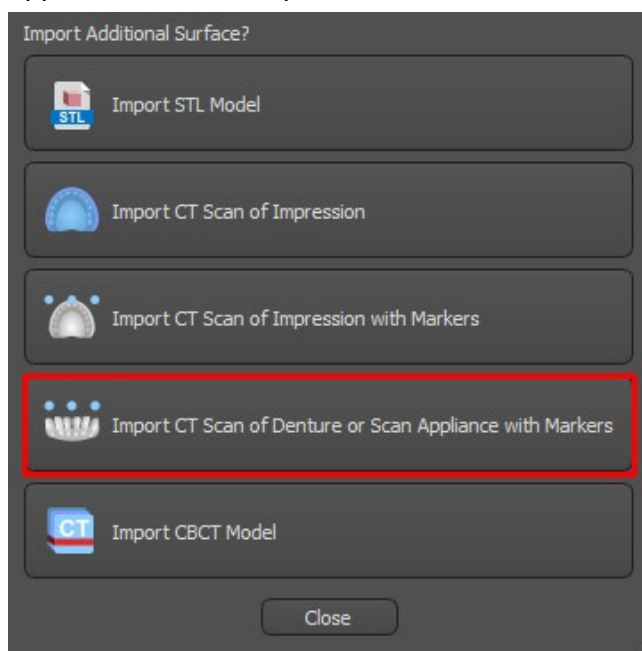 Import Additional Surface?
STL
Import STL Model
Import CT Scan of Impression
Import CT Scan of Impression with Markers
Import CT Scan of Denture or Scan Appliance with Markers
CT
Import CBCT Model
Close